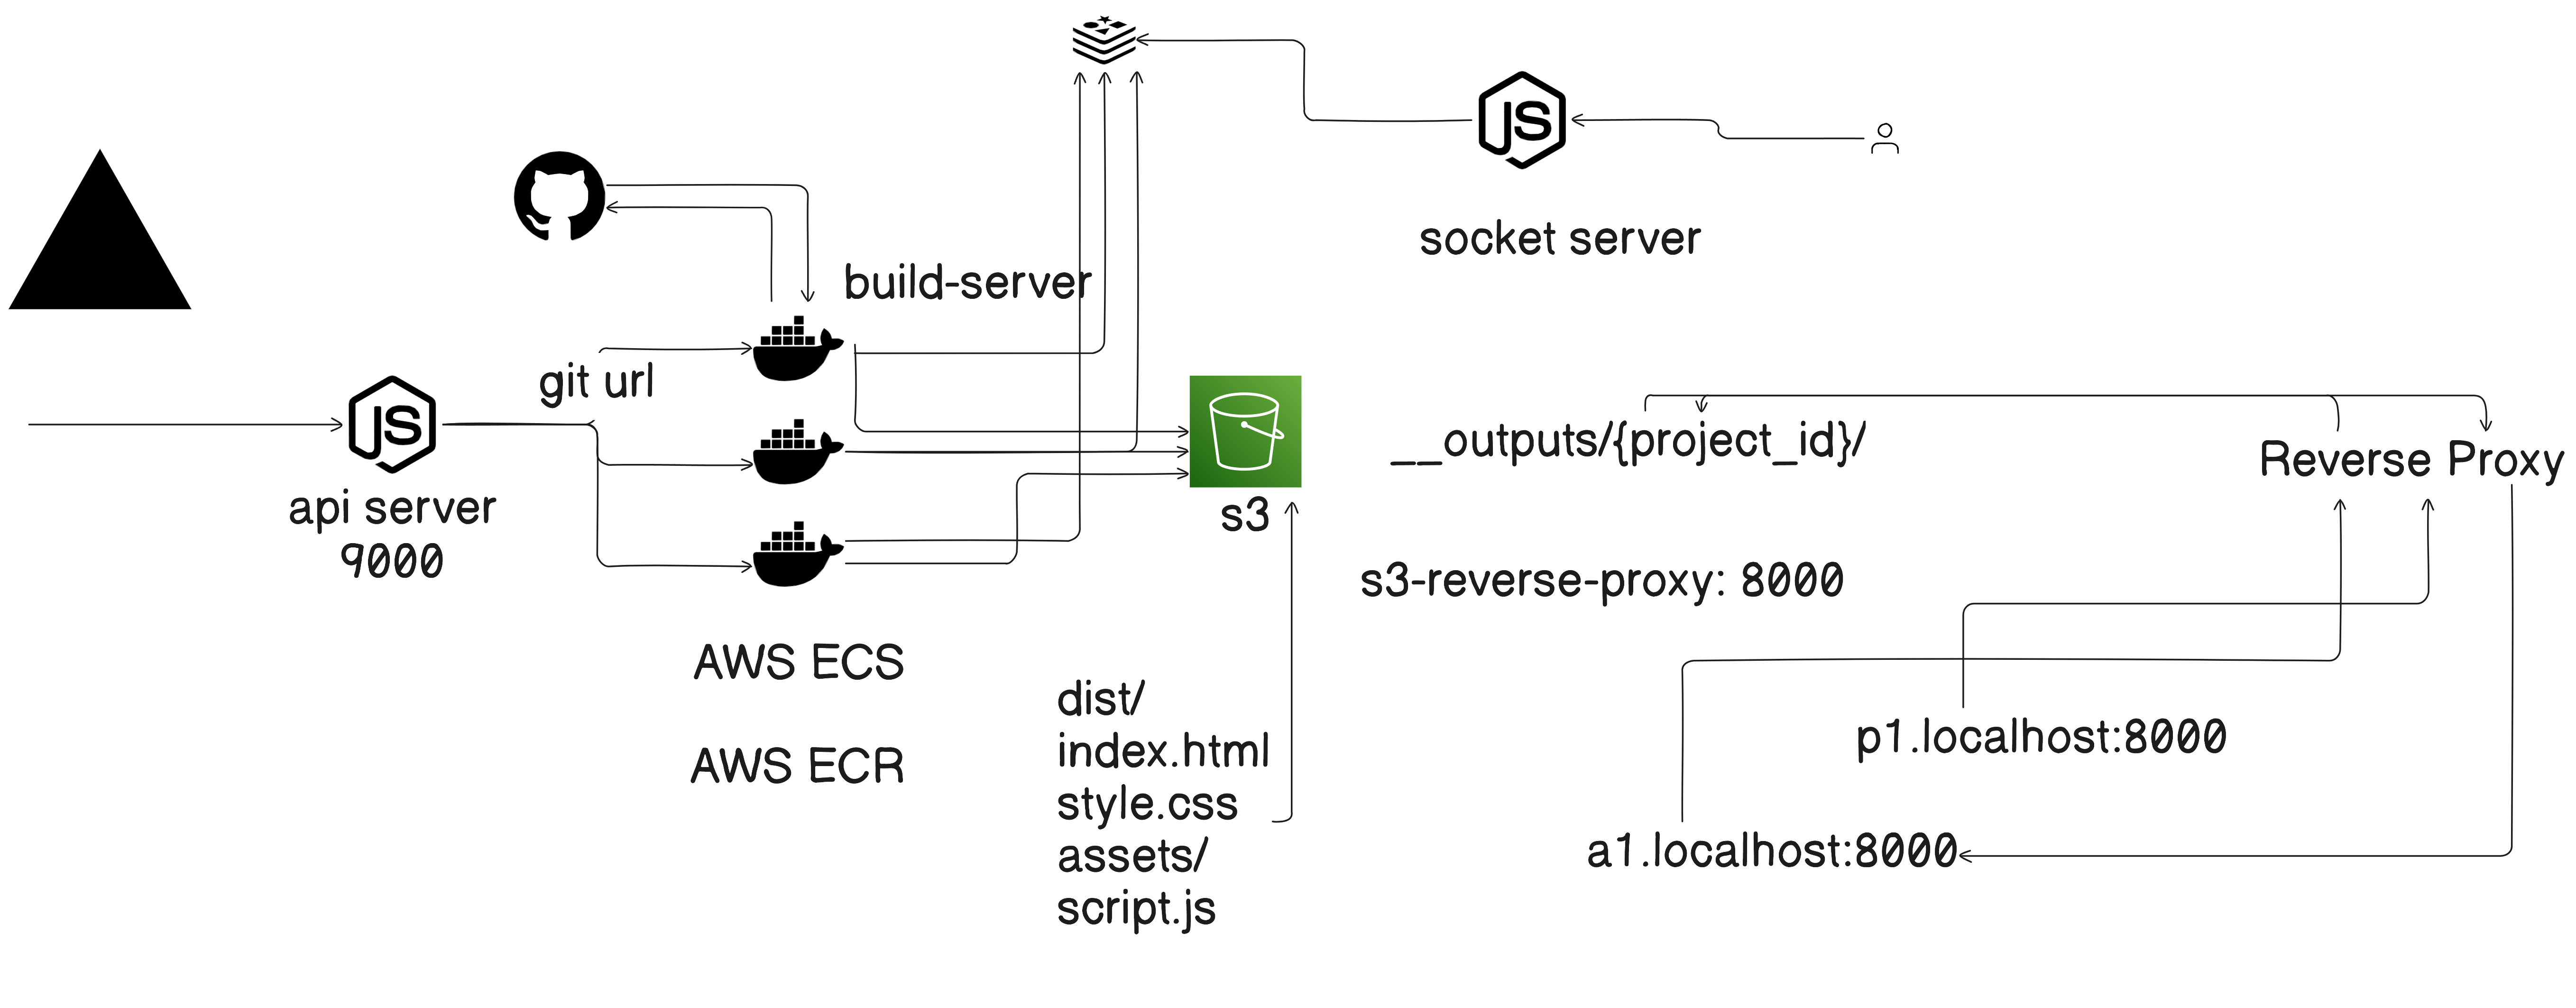 JS
socket server
build-server
git url
JS
api server
9000
s3
__outputs/{project_id}/
Reverse Proxy
s3-reverse-proxy: 8000
AWS ECS
AWS ECR
dist/
index.html
style.css
assets/
script.js
p1.localhost:8000
a1.localhost:8000